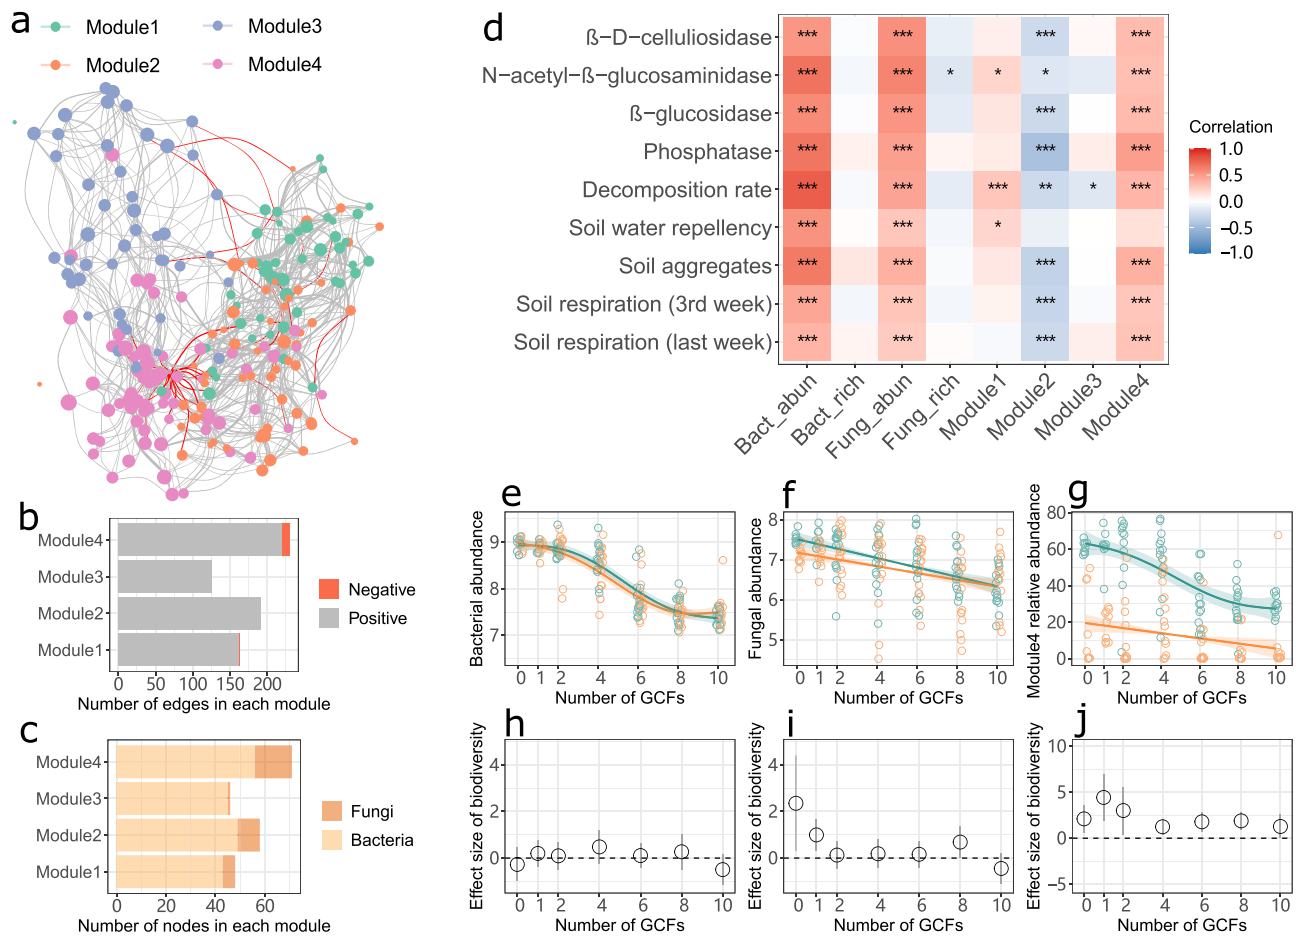 a
Module1
Module3
Module2
Module4
b
Module4
Module3
Module2
Module1
0
50
100
150
200
Number of edges in each module
Negative
Positive
c
Module4
Module3
Module2
Module1
0
20
40
60
Number of nodes in each module
Fungi
Bacteria
d
ß−D−celluliosidase
N−acetyl−ß−glucosaminidase
ß−glucosidase
Phosphatase
Decomposition rate
Soil water repellency
Soil aggregates
Soil respiration (3rd week)
Soil respiration (last week)
*** *** *** ***
*** *** * * * ***
*** *** *** ***
*** *** *** ***
*** *** *** ** * ***
*** *** *
*** *** *** ***
*** *** *** ***
*** *** *** ***
Bact_abun
Bact_rich
Fung_abun
Fung_rich
Module1
Module2
Module3
Module4
Correlation
1.0
0.5
0.0
−0.5
−1.0
e
Bacterial abundance
9
8
7
0 1 2 4 6 8 10
Number of GCFs
f
Fungal abundance
8
7
6
5
0 1 2 4 6 8 10
Number of GCFs
g
Module4 relative abundance
80
60
40
20
0
0 1 2 4 6 8 10
Number of GCFs
h
Effect size of biodiversity
4
2
0
0 1 2 4 6 8 10
Number of GCFs
i
Effect size of biodiversity
4
2
0
0 1 2 4 6 8 10
Number of GCFs
j
Effect size of biodiversity
10
5
0
−5
0 1 2 4 6 8 10
Number of GCFs